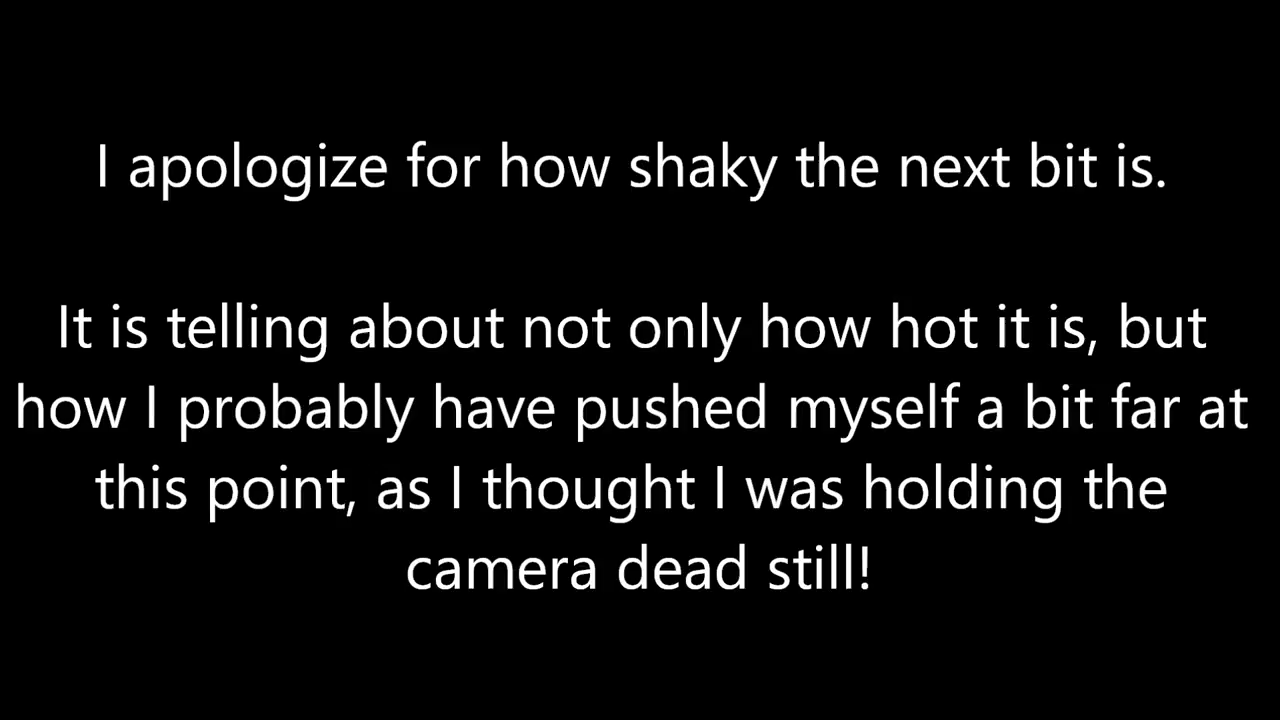 I apologize for how shaky the next bit is.
It is telling about not only how hot it is, but
how I probably have pushed myself a bit far at
this point, as I thought I was holding the
camera dead still!